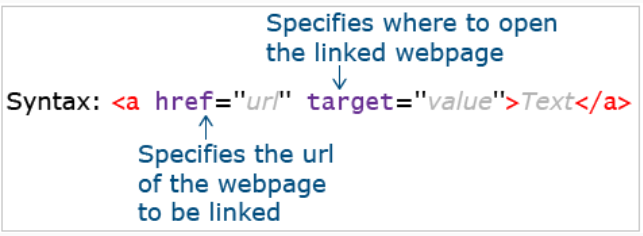 Specifies where to open
the linked webpage
Syntax: <a href="url" target="value">Text</a>
Specifies the url
of the webpage
to be linked